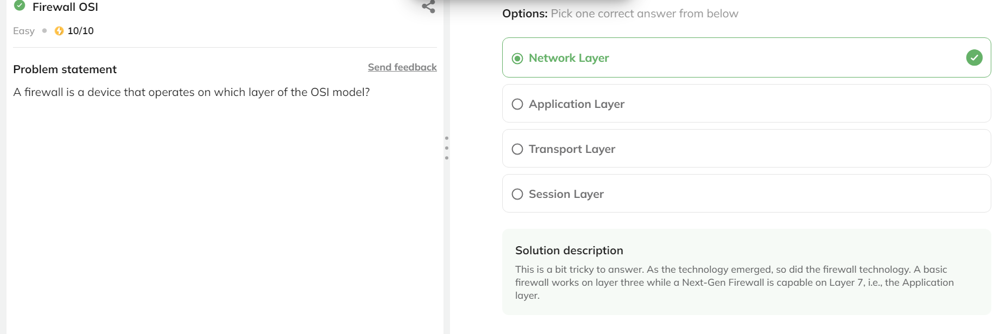 Firewall OSI
Easy • 10/10
Problem statement
Send feedback
A firewall is a device that operates on which layer of the OSI model?
Options: Pick one correct answer from below
Network Layer
Application Layer
Transport Layer
Session Layer
Solution description
This is a bit tricky to answer. As the technology emerged, so did the firewall technology. A basic
firewall works on layer three while a Next-Gen Firewall is capable on Layer 7, i.e., the Application
layer.